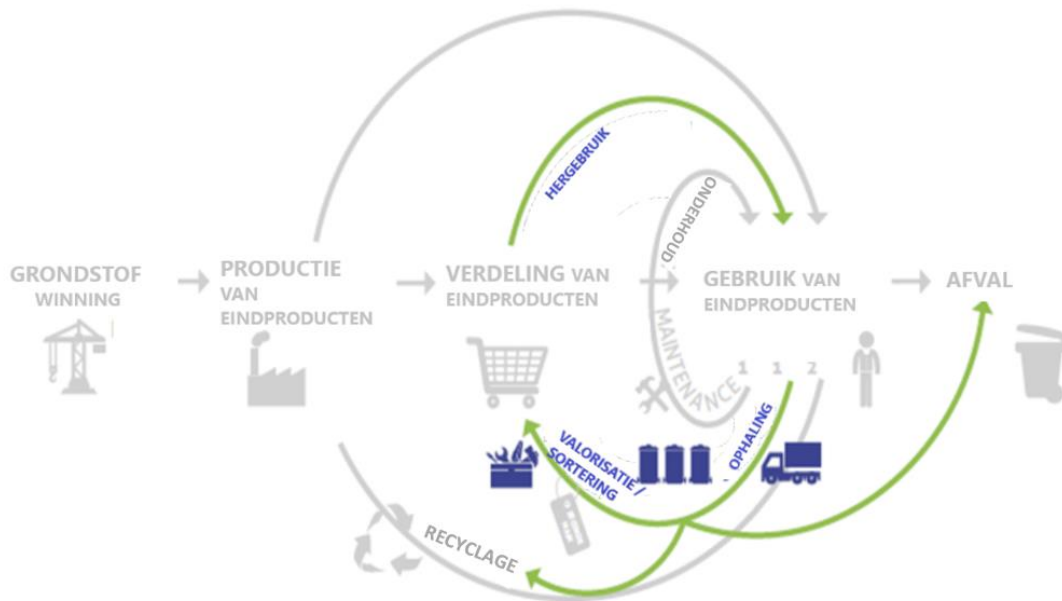 HERGEBRUIK
ONDERHOUD
GRONDSTOF
WINNING
PRODUCTIE
VAN
EINDPRODUCTEN
VERDELING VAN
EINDPRODUCTEN
GEBRUIK VAN
EINDPRODUCTEN
AFVAL
MAINTENANCE
1 1 2
OPHALING
VALORISATIE /
SORTERING
RECYCLAGE